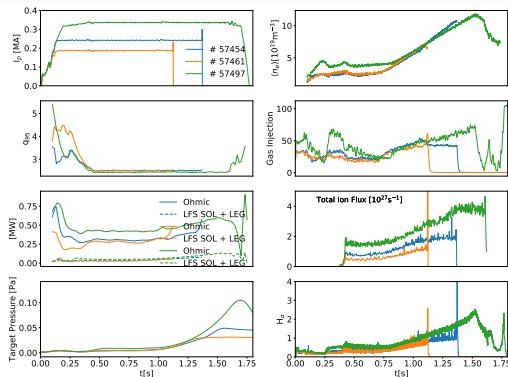 I_p [MA]
0.4
0.3
0.2
0.1
0.0
# 57454
# 57461
# 57497
⟨n_e⟩[10^19 m^−3]
10
5
0
q_95
5
4
3
Gas Injection
100
50
0
[MW]
0.75
0.50
0.25
0.00
Ohmic
LFS SOL + LEG
Ohmic
LFS SOL + LEG
Ohmic
LFS SOL + LEG
Total Ion Flux [10^27 s^−1]
4
2
0
Target Pressure [Pa]
0.10
0.05
0.00
0.00 0.25 0.50 0.75 1.00 1.25 1.50 1.75
t[s]
H_α
4
3
2
1
0
0.00 0.25 0.50 0.75 1.00 1.25 1.50 1.75
t[s]